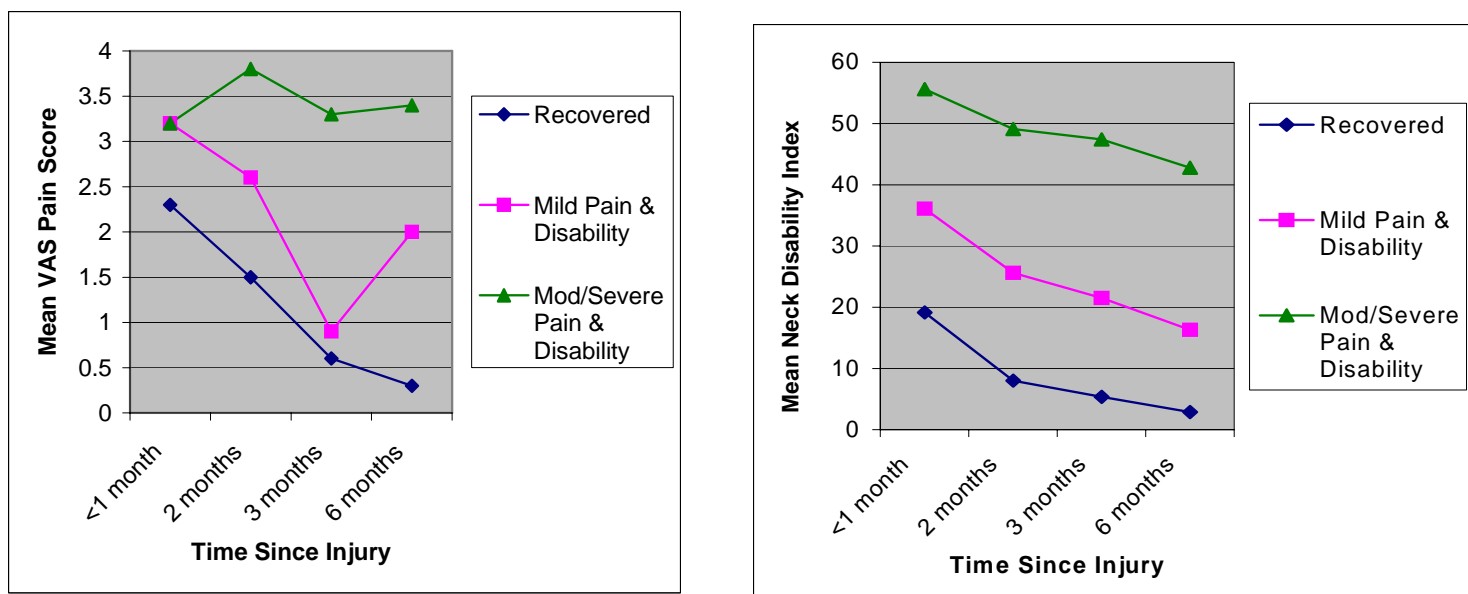 4
3.5
3
2.5
2
1.5
1
0.5
0
Mean VAS Pain Score
<1 month
2 months
3 months
6 months
Time Since Injury
Recovered
Mild Pain &
Disability
Mod/Severe
Pain &
Disability
60
50
40
30
20
10
0
Mean Neck Disability Index
<1 month
2 months
3 months
6 months
Time Since Injury
Recovered
Mild Pain &
Disability
Mod/Severe
Pain &
Disability